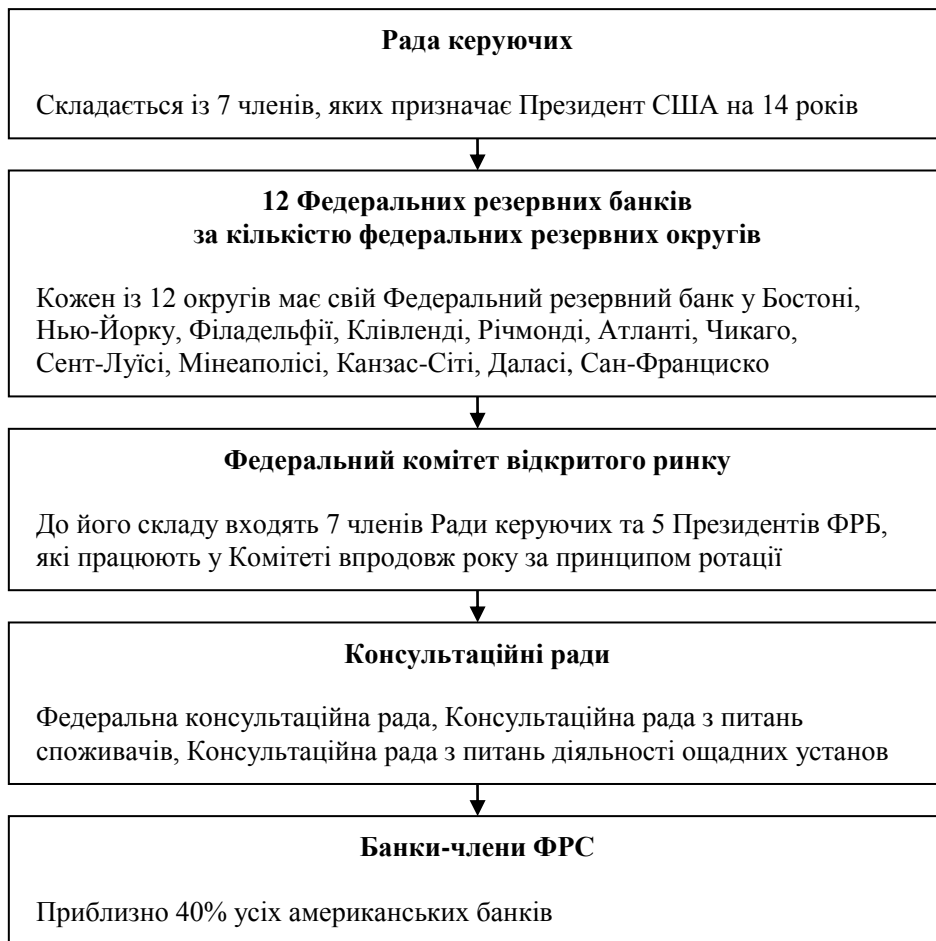 Рада керуючих
Складається із 7 членів, яких призначає Президент США на 14 років
12 Федеральних резервних банків
за кількістю федеральних резервних округів
Кожен із 12 округів має свій Федеральний резервний банк у Бостоні,
Нью-Йорку, Філадельфії, Клівленді, Річмонді, Атланті, Чикаго,
Сент-Луїсі, Мінеаполісі, Канзас-Сіті, Даласі, Сан-Франциско
Федеральний комітет відкритого ринку
До його складу входять 7 членів Ради керуючих та 5 Президентів ФРБ,
які працюють у Комітеті впродовж року за принципом ротації
Консультаційні ради
Федеральна консультаційна рада, Консультаційна рада з питань
споживачів, Консультаційна рада з питань діяльності ощадних установ
Банки-члени ФРС
Приблизно 40% усіх американських банків